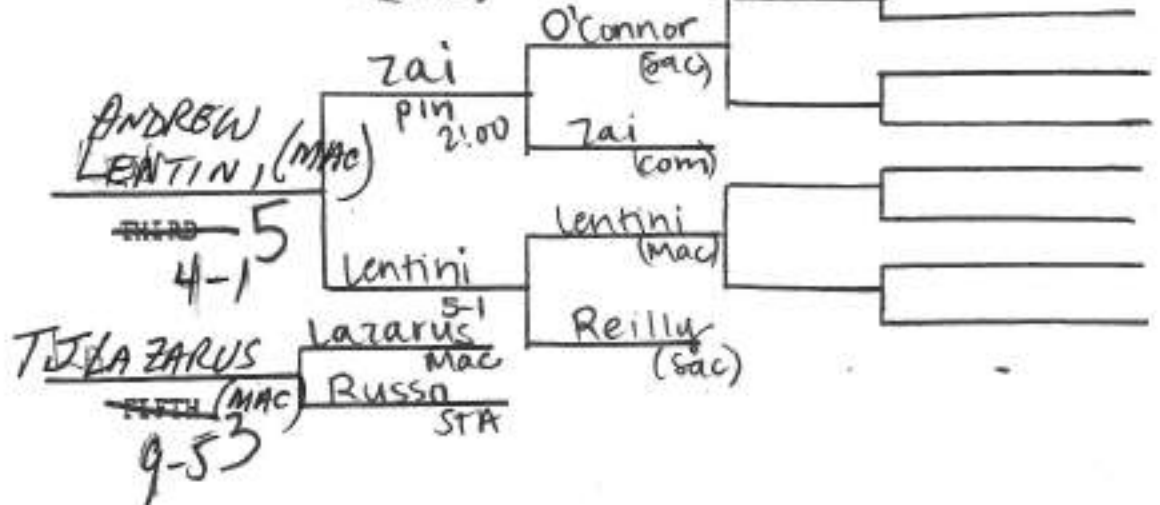 O'Connor
(Sac)
Zai
pin
2:00
Zai
(com)
ANDREW
LENTIN, (MAC)
THIRD 5
4-1
Lentini
(Mac)
Lentini
5-1
Reilly
(Sac)
Lazarus
Mac
TJ LAZARUS
(MAC)
FIFTH 3
9-5
Russo
STA